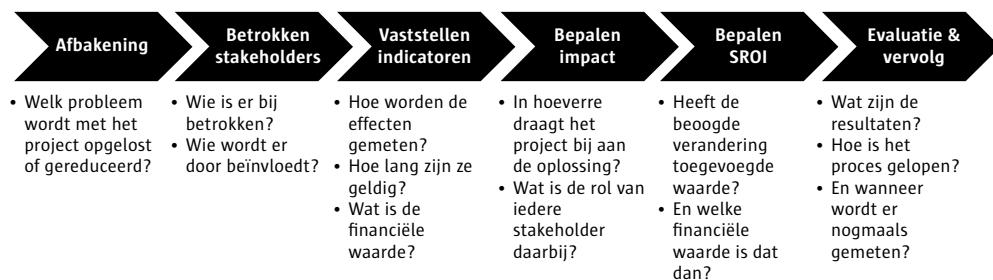 Afbakening
Betrokken
stakeholders
Vaststellen
indicatoren
Bepalen
impact
Bepalen
SROI
Evaluatie &
vervolg
• Welk probleem
wordt met het
project opgelost
of gereduceerd?
• Wie is er bij
betrokken?
• Wie wordt er
door beïnvloedt?
• Hoe worden de
effecten
gemeten?
• Hoe lang zijn ze
geldig?
• Wat is de
financiële
waarde?
• In hoeverre
draagt het
project bij aan
de oplossing?
• Wat is de rol van
iedere
stakeholder
daarbij?
• Heeft de
beoogde
verandering
toegevoegde
waarde?
• En welke
financiële
waarde is dat
dan?
• Wat zijn de
resultaten?
• Hoe is het
proces gelopen?
• En wanneer
wordt er
nogmaals
gemeten?